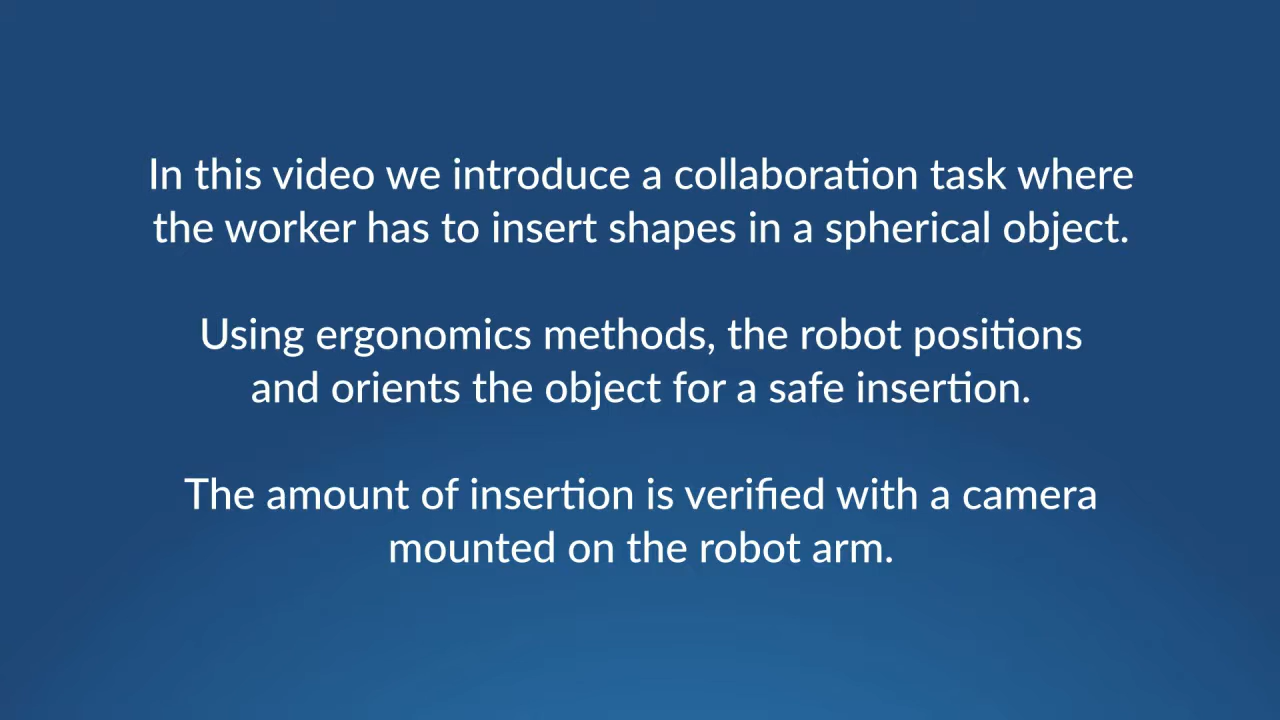 In this video we introduce a collaboration task where
the worker has to insert shapes in a spherical object.
Using ergonomics methods, the robot positions
and orients the object for a safe insertion.
The amount of insertion is verified with a camera
mounted on the robot arm.